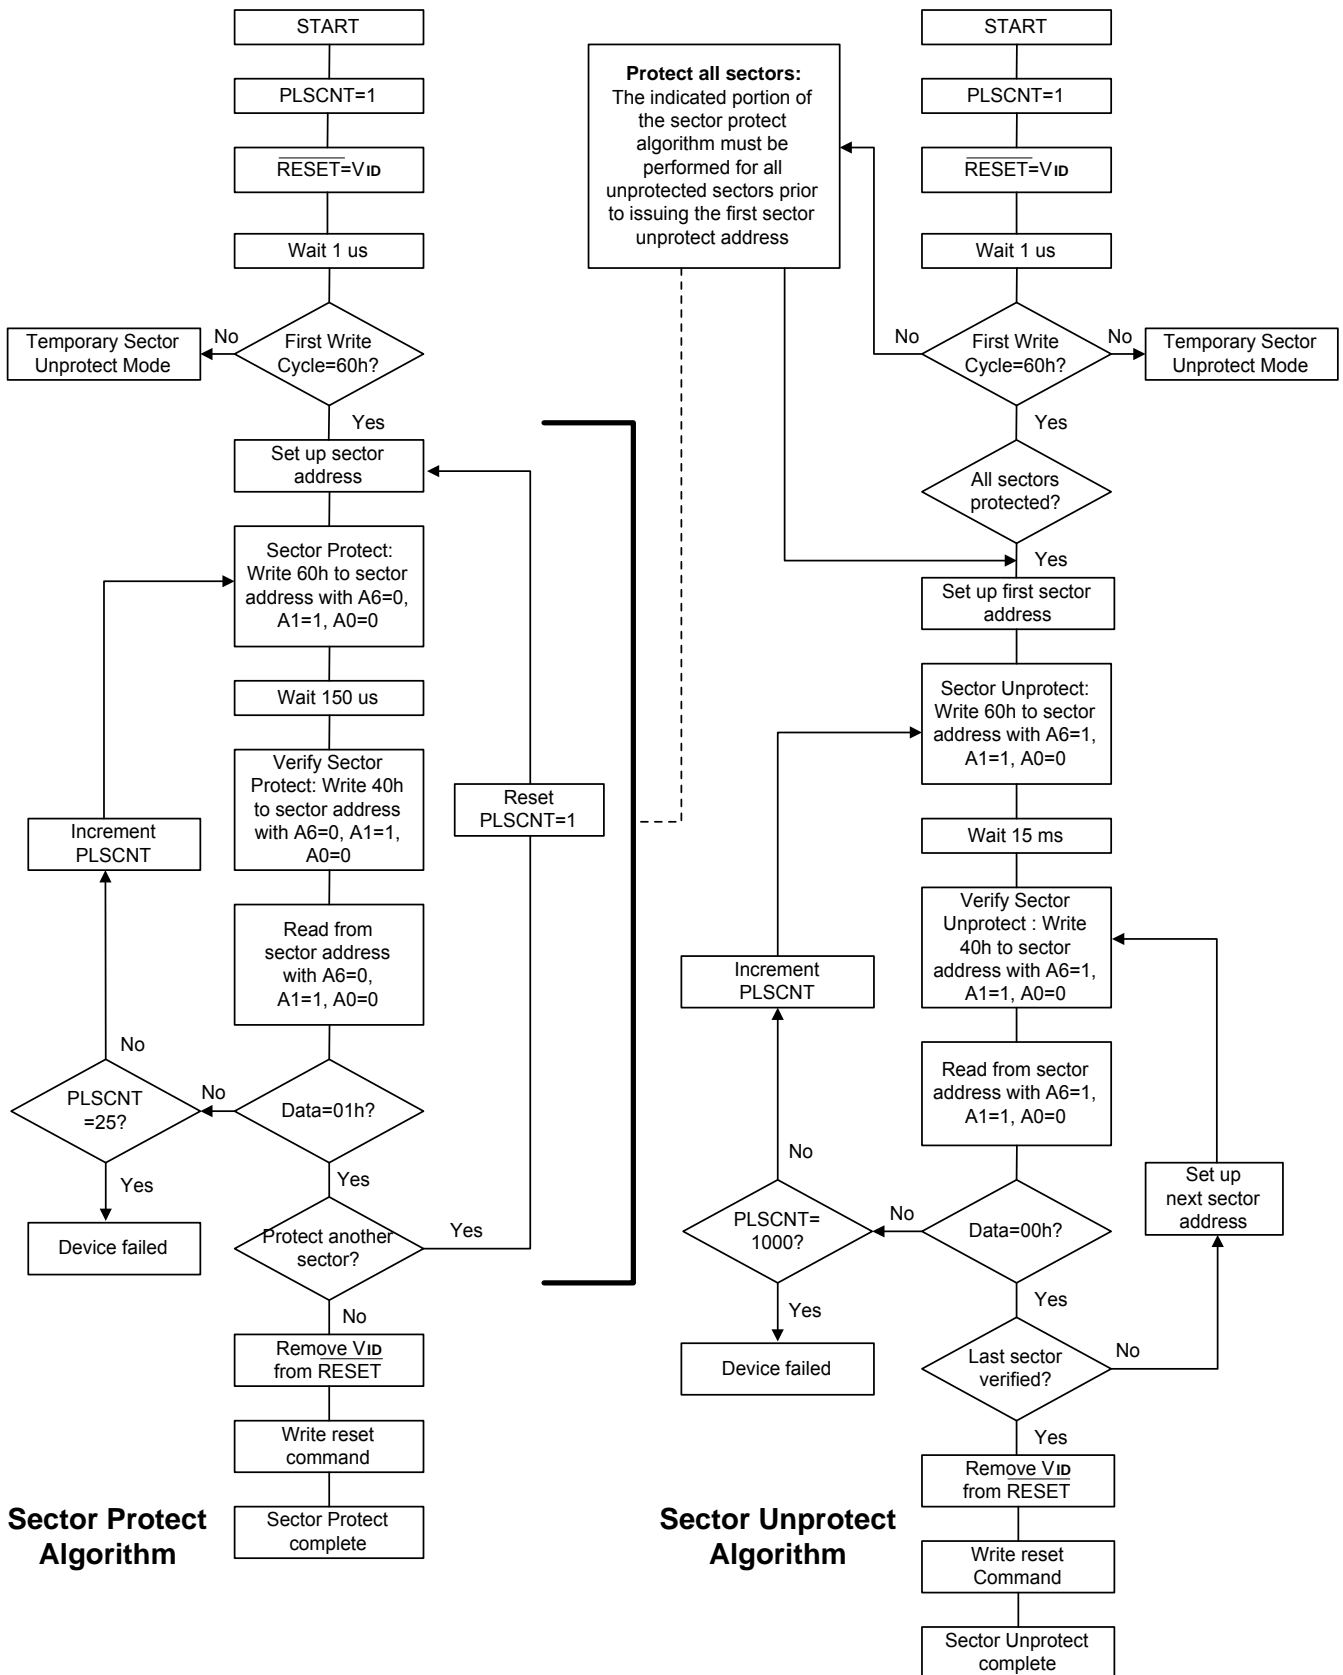 START
PLSCNT=1
RESET=VID
Wait 1 us
First Write
Cycle=60h?
No
Temporary Sector
Unprotect Mode
Yes
Set up sector
address
Sector Protect:
Write 60h to sector
address with A6=0,
A1=1, A0=0
Wait 150 us
Verify Sector
Protect: Write 40h
to sector address
with A6=0, A1=1,
A0=0
Reset
PLSCNT=1
Increment
PLSCNT
Read from
sector address
with A6=0,
A1=1, A0=0
No
PLSCNT
=25?
No
Data=01h?
Yes
Device failed
Yes
Protect another
sector?
Yes
No
Remove VID
from RESET
Write reset
command
Sector Protect
complete
Sector Protect
Algorithm
Protect all sectors:
The indicated portion of
the sector protect
algorithm must be
performed for all
unprotected sectors prior
to issuing the first sector
unprotect address
START
PLSCNT=1
RESET=VID
Wait 1 us
No
First Write
Cycle=60h?
No
Temporary Sector
Unprotect Mode
Yes
All sectors
protected?
Yes
Set up first sector
address
Sector Unprotect:
Write 60h to sector
address with A6=1,
A1=1, A0=0
Wait 15 ms
Verify Sector
Unprotect : Write
40h to sector
address with A6=1,
A1=1, A0=0
Increment
PLSCNT
Read from sector
address with A6=1,
A1=1, A0=0
No
PLSCNT=
1000?
No
Data=00h?
Set up
next sector
address
Yes
Device failed
Yes
Last sector
verified?
No
Yes
Remove VID
from RESET
Write reset
Command
Sector Unprotect
complete
Sector Unprotect
Algorithm